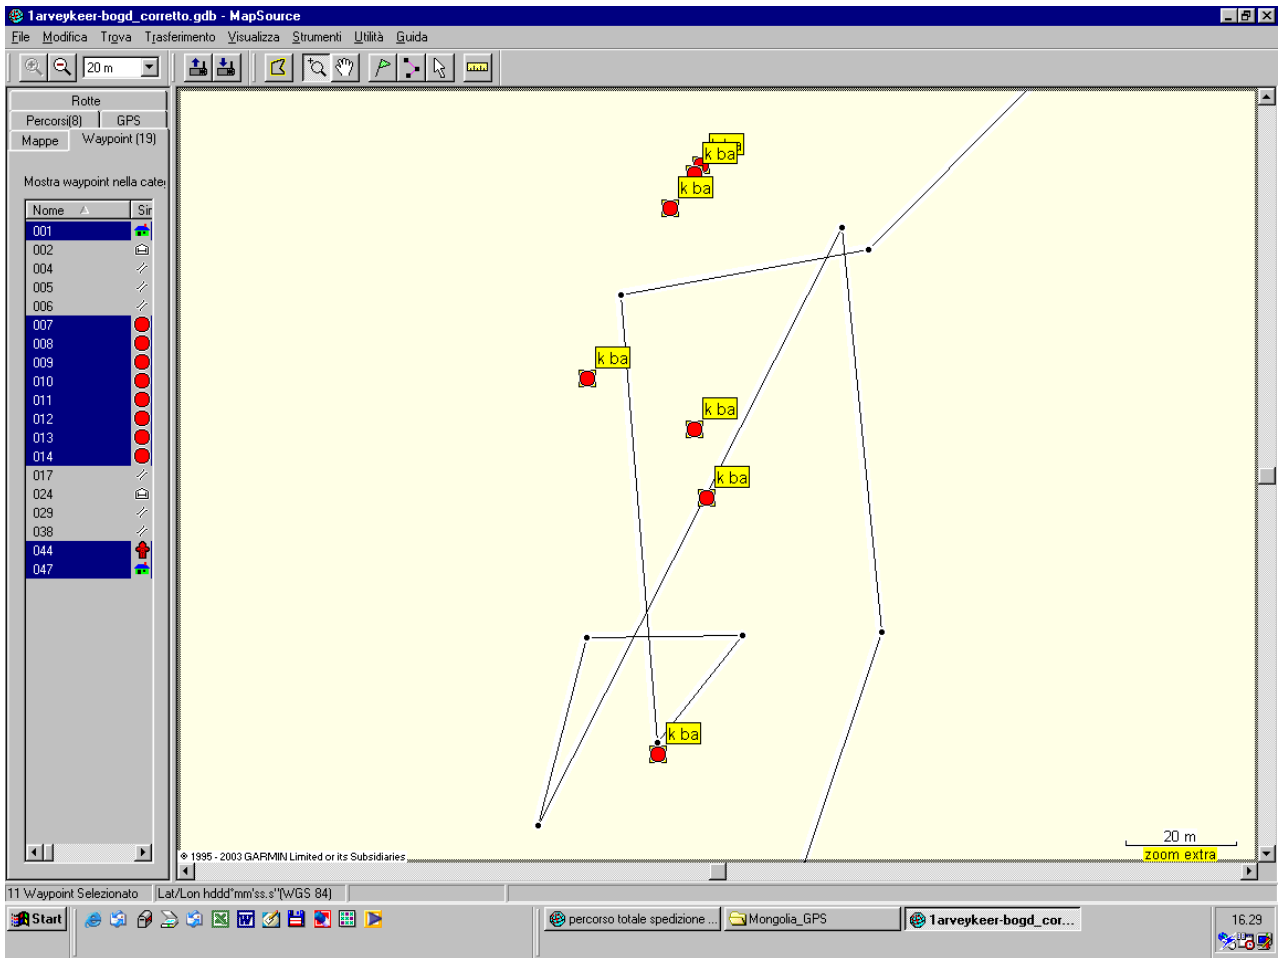 1arveykeer-bogd_corretto.gdb - MapSource
File Modifica Trova Trasferimento Visualizza Strumenti Utilità Guida
20 m
Rotte
Percorsi(8) GPS
Mappe Waypoint (19)
Mostra waypoint nella cate
Nome Sir
001
002
004
005
006
007
008
009
010
011
012
013
014
017
024
029
038
044
047
k ba
k ba
k ba
k ba
k ba
k ba
20 m
zoom extra
© 1995 - 2003 GARMIN Limited or its Subsidiaries
11 Waypoint Selezionato Lat/Lon hddd°mm'ss.s"(WGS 84)
Start percorso totale spedizione ... Mongolia_GPS 1arveykeer-bogd_cor... 16.29